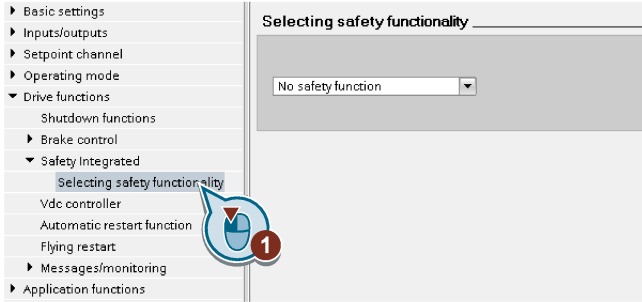 Basic settings
Inputs/outputs
Setpoint channel
Operating mode
Drive functions
Shutdown functions
Brake control
Safety Integrated
Selecting safety functionality
Vdc controller
Automatic restart function
Flying restart
Messages/monitoring
Application functions
Selecting safety functionality
No safety function
1